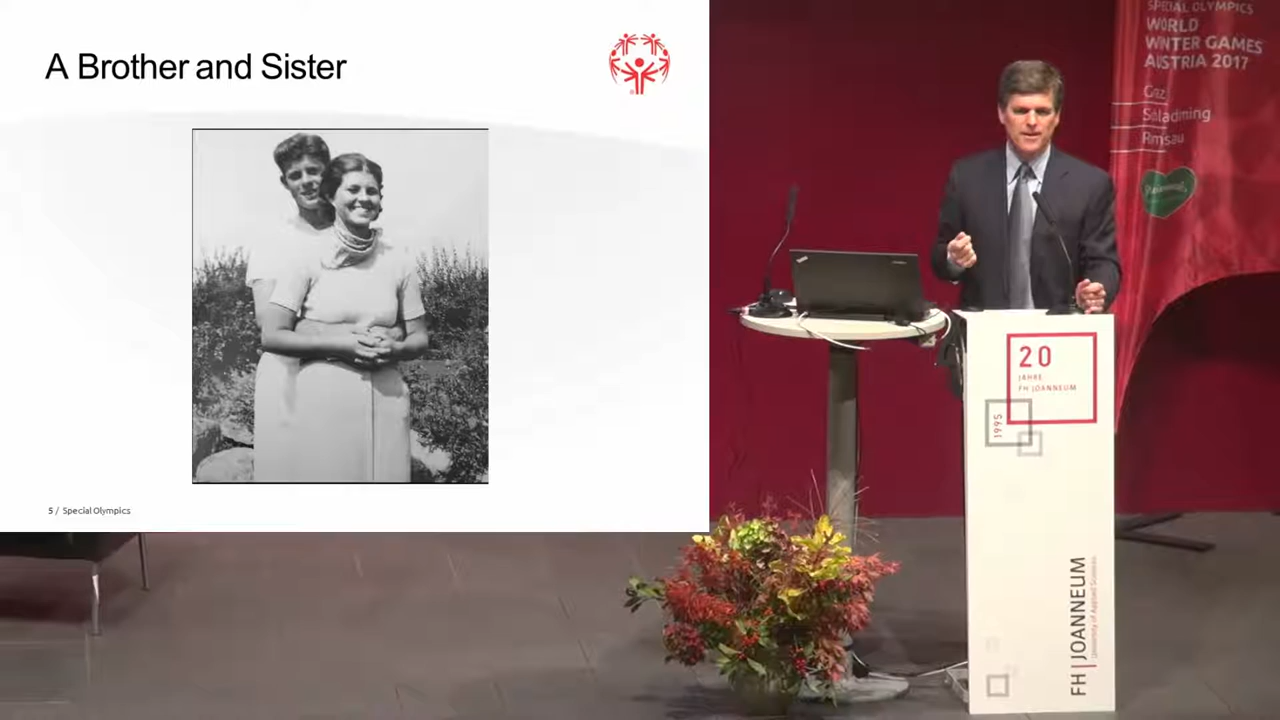 A Brother and Sister
5 / Special Olympics
SPECIAL OLYMPICS
WORLD
WINTER GAMES
AUSTRIA 2017
Graz
Schladming
Ramsau
20
JAHRE
FH JOANNEUM
1995
FH | JOANNEUM
University of Applied Sciences